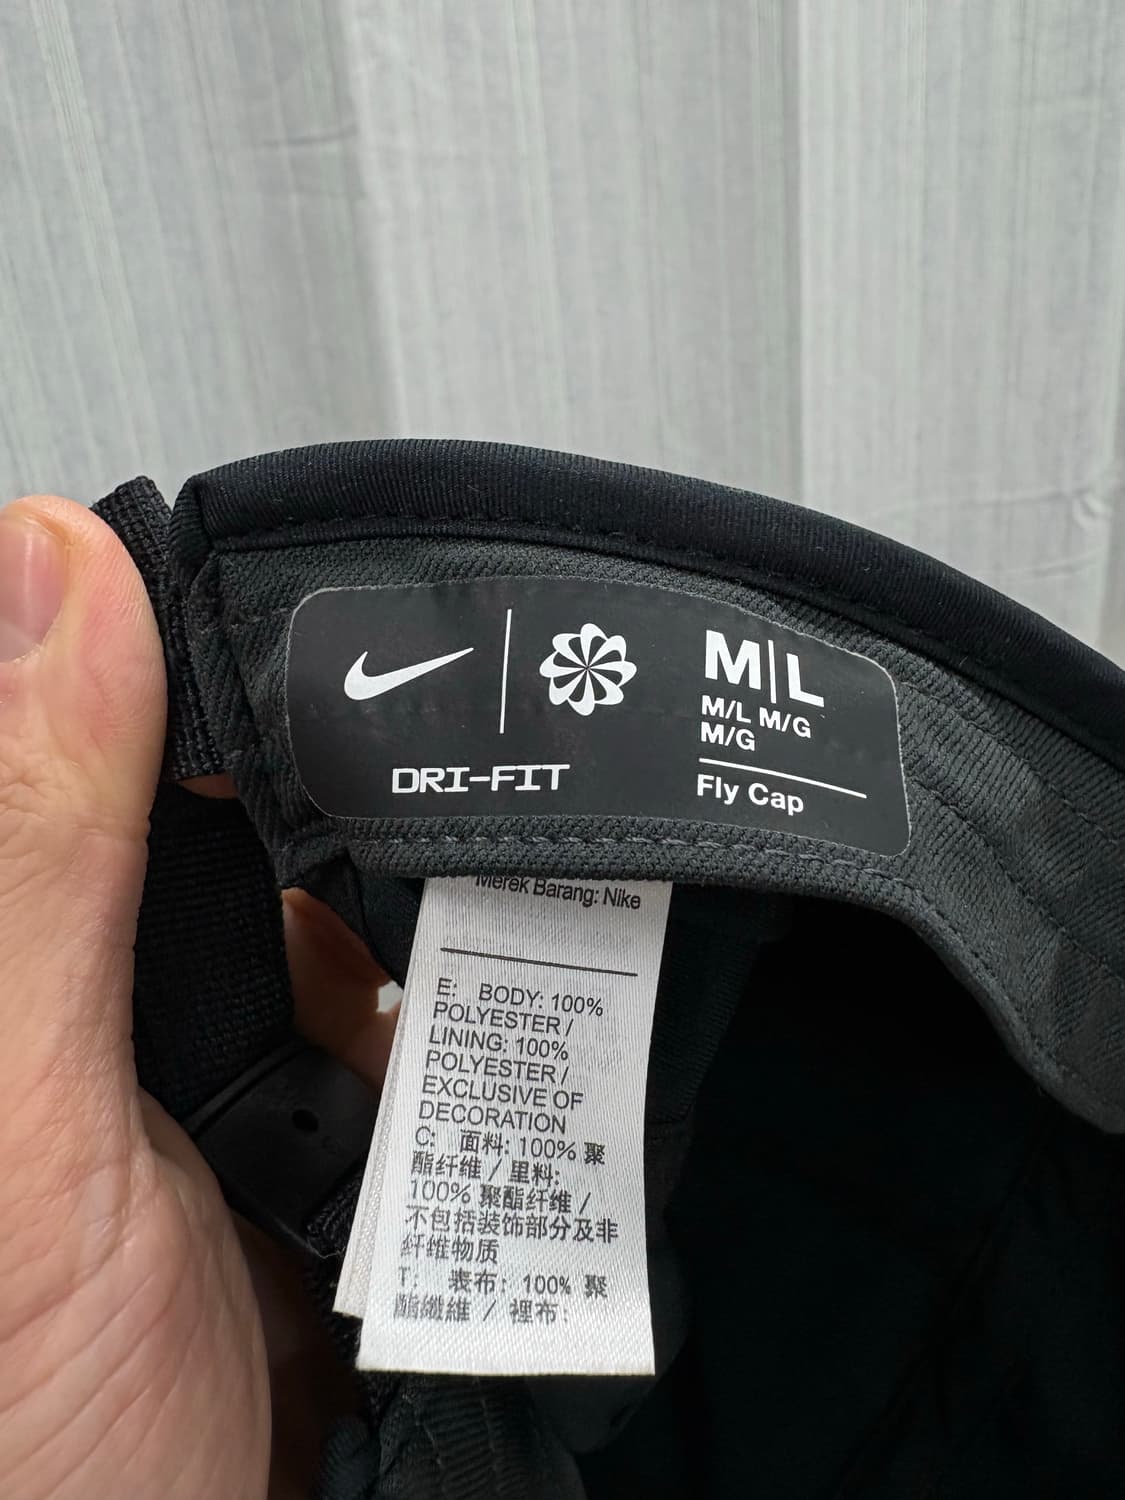 M|L
M/L M/G
M/G
Fly Cap
DRI-FIT
Merek Barang: Nike
E: BODY: 100%
POLYESTER /
LINING: 100%
POLYESTER /
EXCLUSIVE OF
DECORATION
C: 面料: 100% 聚
酯纤维 / 里料:
100% 聚酯纤维 /
不包括装饰部分及非
纤维物质
T: 表布: 100% 聚
酯纖維 / 裡布: